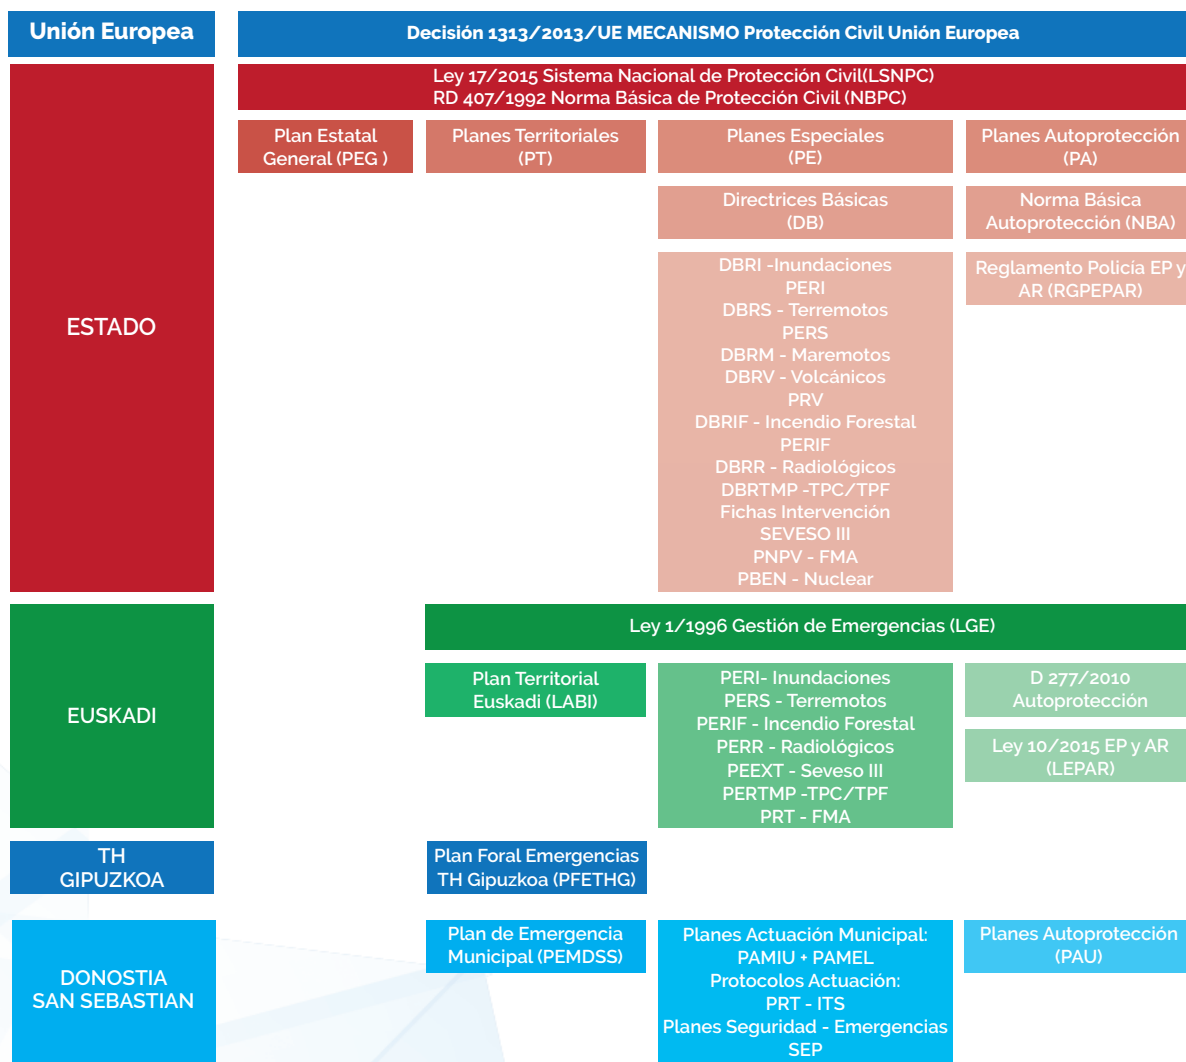 Unión Europea
Decisión 1313/2013/UE MECANISMO Protección Civil Unión Europea
ESTADO
Ley 17/2015 Sistema Nacional de Protección Civil(LSNPC)
RD 407/1992 Norma Básica de Protección Civil (NBPC)
Plan Estatal
General (PEG )
Planes Territoriales
(PT)
Planes Especiales
(PE)
Planes Autoprotección
(PA)
Directrices Básicas
(DB)
Norma Básica
Autoprotección (NBA)
DBRI -Inundaciones
PERI
DBRS - Terremotos
PERS
DBRM - Maremotos
DBRV - Volcánicos
PRV
DBRIF - Incendio Forestal
PERIF
DBRR - Radiológicos
DBRTMP -TPC/TPF
Fichas Intervención
SEVESO III
PNPV - FMA
PBEN - Nuclear
Reglamento Policía EP y
AR (RGPEPAR)
EUSKADI
Ley 1/1996 Gestión de Emergencias (LGE)
Plan Territorial
Euskadi (LABI)
PERI- Inundaciones
PERS - Terremotos
PERIF - Incendio Forestal
PERR - Radiológicos
PEEXT - Seveso III
PERTMP -TPC/TPF
PRT - FMA
D 277/2010
Autoprotección
Ley 10/2015 EP y AR
(LEPAR)
TH
GIPUZKOA
Plan Foral Emergencias
TH Gipuzkoa (PFETHG)
DONOSTIA
SAN SEBASTIAN
Plan de Emergencia
Municipal (PEMDSS)
Planes Actuación Municipal:
PAMIU + PAMEL
Protocolos Actuación:
PRT - ITS
Planes Seguridad - Emergencias
SEP
Planes Autoprotección
(PAU)